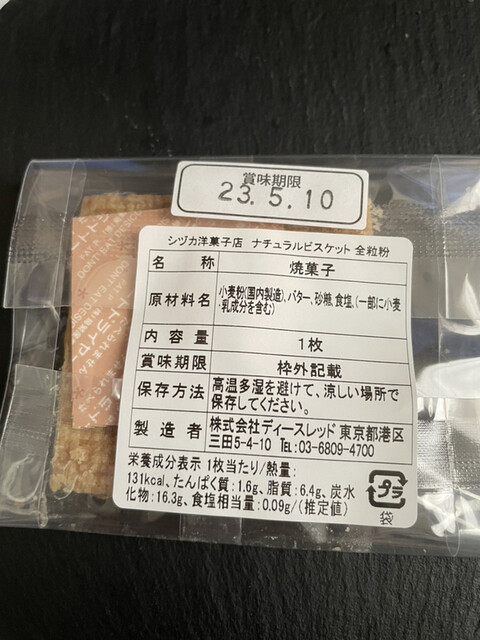 賞味期限
23.5.10
シヅカ洋菓子店 ナチュラルビスケット 全粒粉
名 称 焼菓子
原材料名 小麦粉(国内製造)、バター、砂糖、食塩、(一部に小麦
・乳成分を含む)
内 容 量 1枚
賞味期限 枠外記載
保存方法 高温多湿を避けて、涼しい場所で
保存してください。
製 造 者 株式会社ディースレッド 東京都港区
三田5-4-10 TEL:03-6809-4700
栄養成分表示 1枚当たり/熱量:
131kcal、たんぱく質:1.6g、脂質:6.4g、炭水
化物:16.3g、食塩相当量:0.09g/(推定値)
プラ
袋